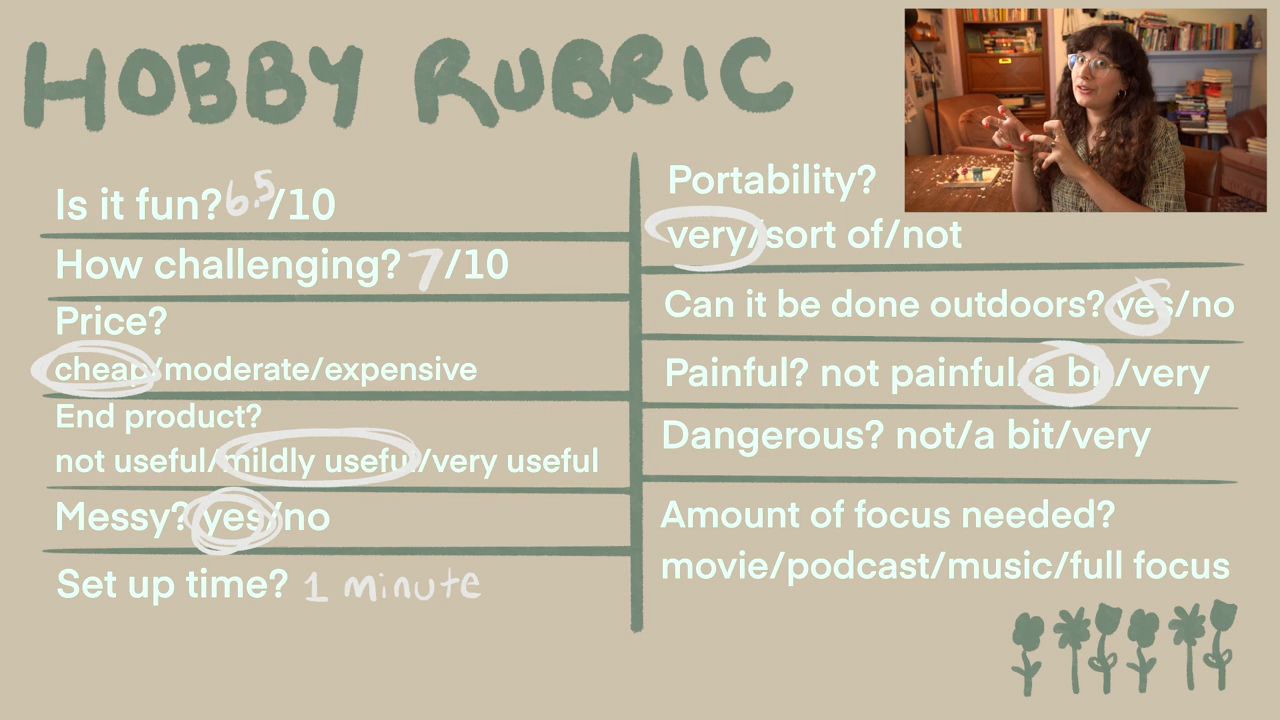 HOBBY RUBRIC
Is it fun? 6.5/10
How challenging? 7/10
Price?
cheap/moderate/expensive
End product?
not useful/mildly useful/very useful
Messy? yes/no
Set up time? 1 minute
Portability?
very/sort of/not
Can it be done outdoors? yes/no
Painful? not painful/a bit/very
Dangerous? not/a bit/very
Amount of focus needed?
movie/podcast/music/full focus